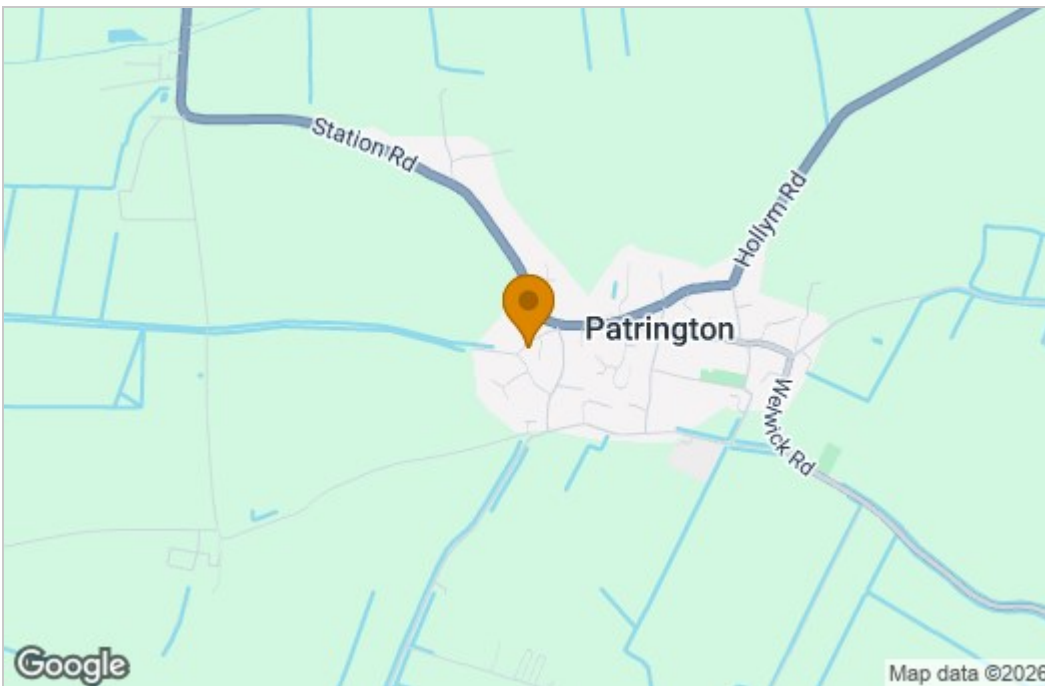 Station Rd
Hollym Rd
Patrington
Welwick Rd
Google
Map data ©2026